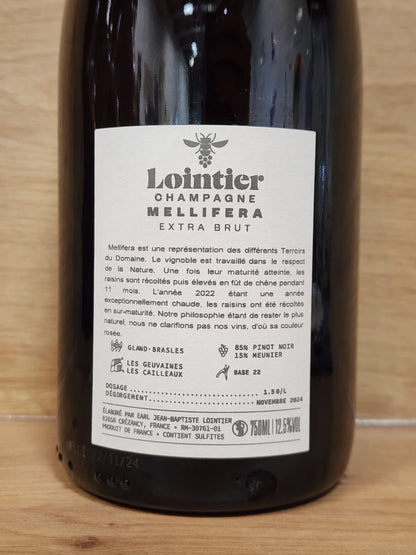 Lointier
CHAMPAGNE
MELLIFERA
EXTRA BRUT
Mellifera est une représentation des différents Terroirs
du Domaine. Le vignoble est travaillé dans le respect
de la Nature. Une fois leur maturité atteinte, les
raisins sont récoltés puis élevés en fût de chêne pendant
11 mois. L'année 2022 étant une année
exceptionnellement chaude, les raisins ont été récoltés
en sur-maturité. Notre philosophie étant de rester le plus
naturel, nous ne clarifions pas nos vins, d'où sa couleur
rosée.
GLAND-BRASLES
85% PINOT NOIR
15% MEUNIER
LES GEUVAINES
LES CAILLEAUX
BASE 22
DOSAGE 1.5G/L
DÉGORGEMENT NOVEMBRE 2024
ÉLABORÉ PAR EARL JEAN-BAPTISTE LOINTIER
02650 CRÉZANCY, FRANCE • RM-30761-01
PRODUIT DE FRANCE • CONTIENT SULFITES
750ML 12,5%VOL
/11/24